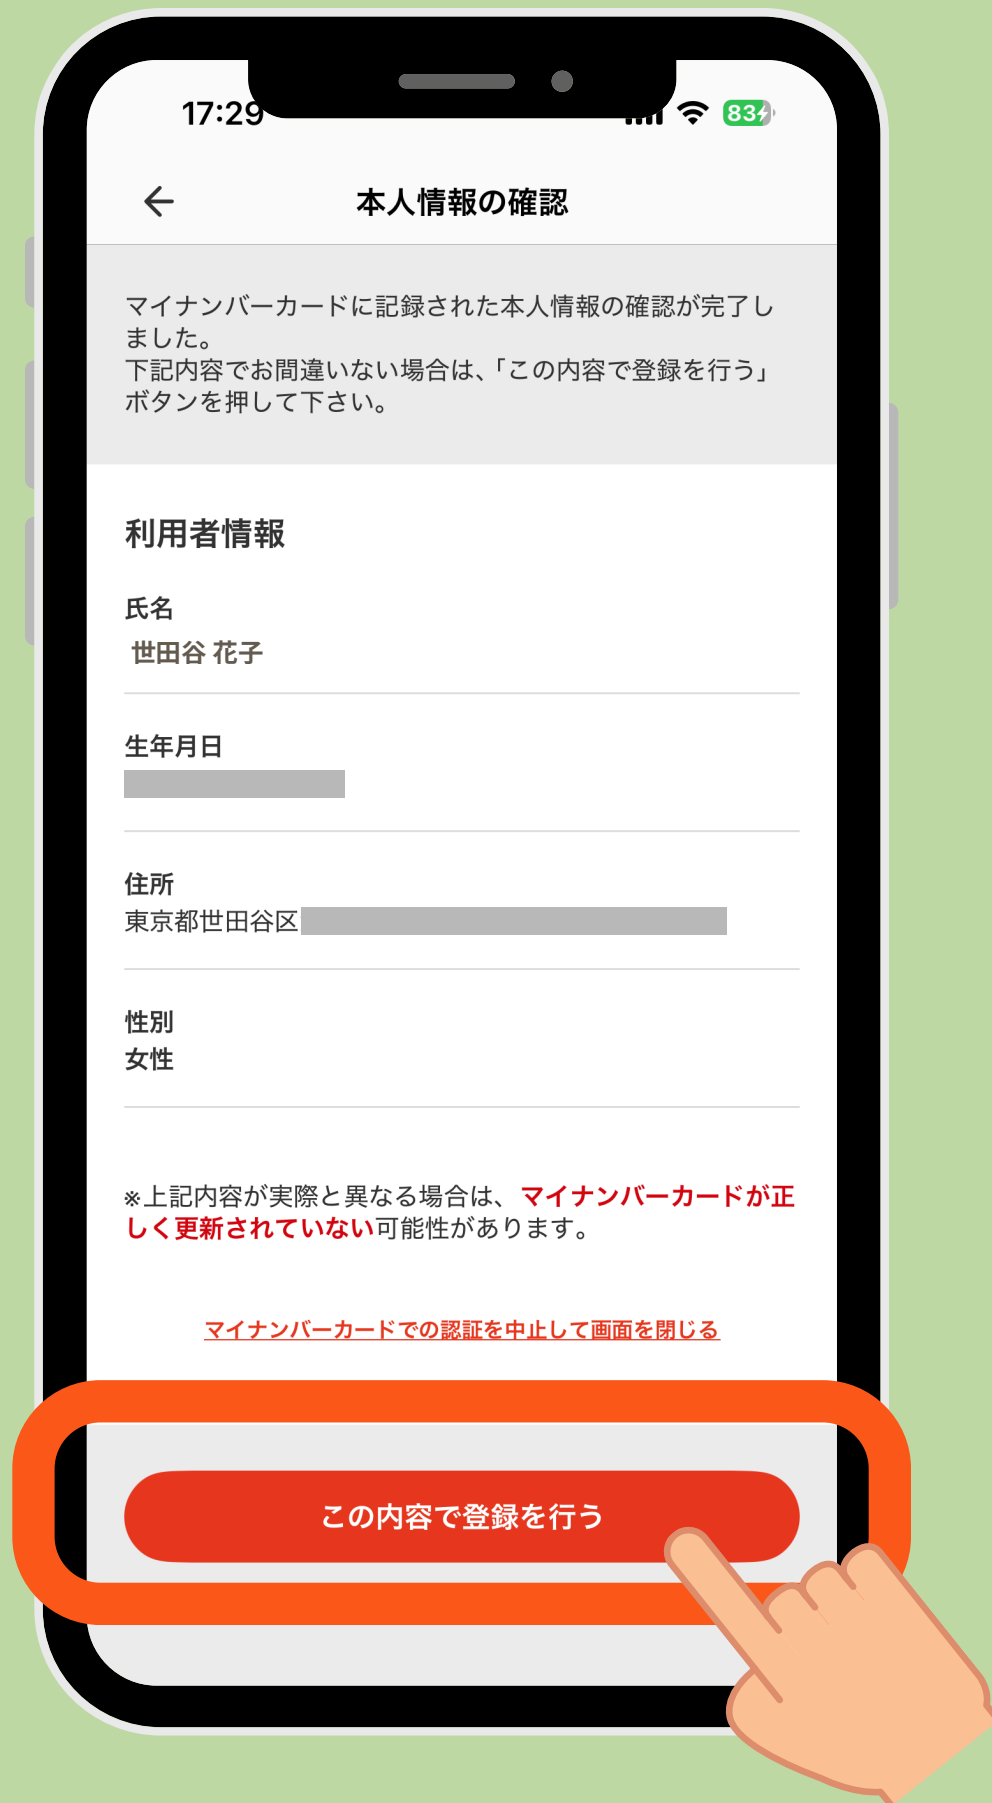 17:29
83
本人情報の確認
マイナンバーカードに記録された本人情報の確認が完了し
ました。
下記内容でお間違いない場合は、「この内容で登録を行う」
ボタンを押して下さい。
利用者情報
氏名
世田谷 花子
生年月日
住所
東京都世田谷区
性別
女性
※上記内容が実際と異なる場合は、マイナンバーカードが正
しく更新されていない可能性があります。
マイナンバーカードでの認証を中止して画面を閉じる
この内容で登録を行う